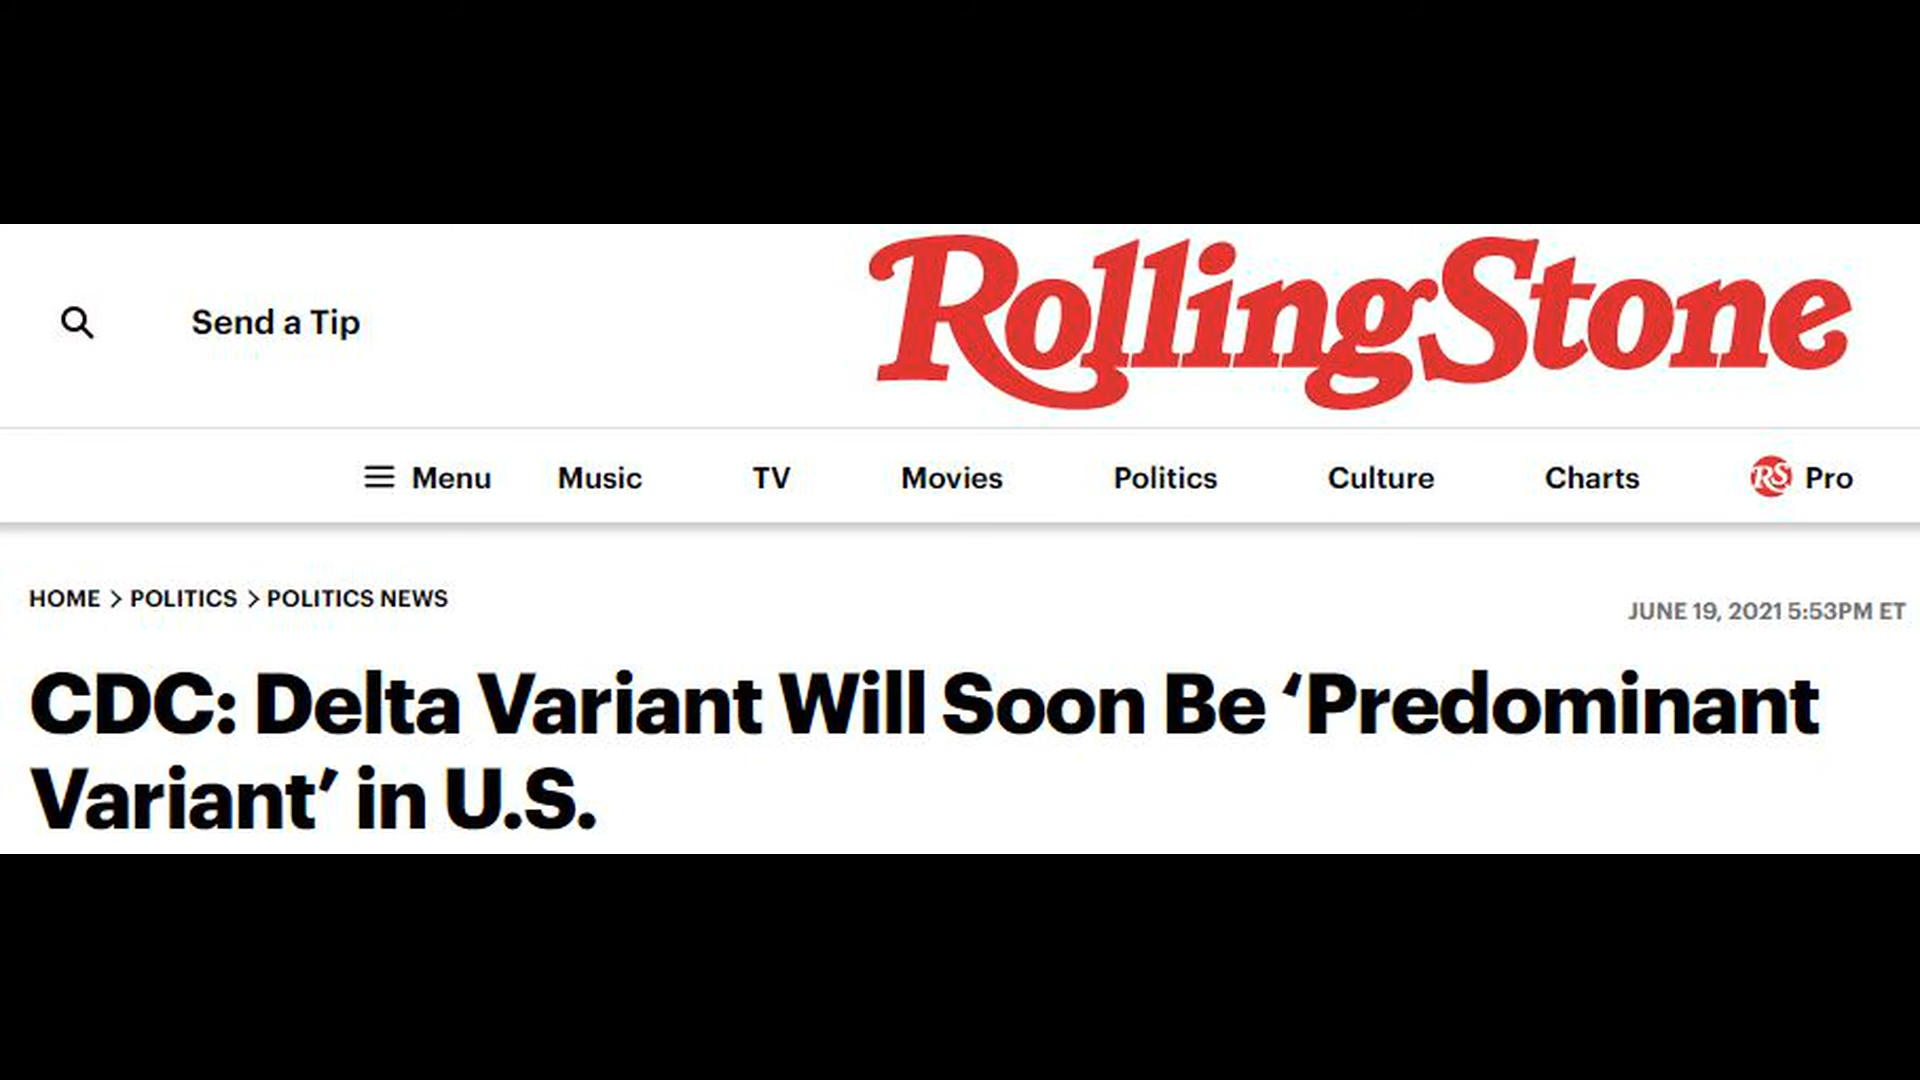 Send a Tip
RollingStone
Menu Music TV Movies Politics Culture Charts RS Pro
HOME > POLITICS > POLITICS NEWS
JUNE 19, 2021 5:53PM ET
CDC: Delta Variant Will Soon Be ‘Predominant
Variant’ in U.S.